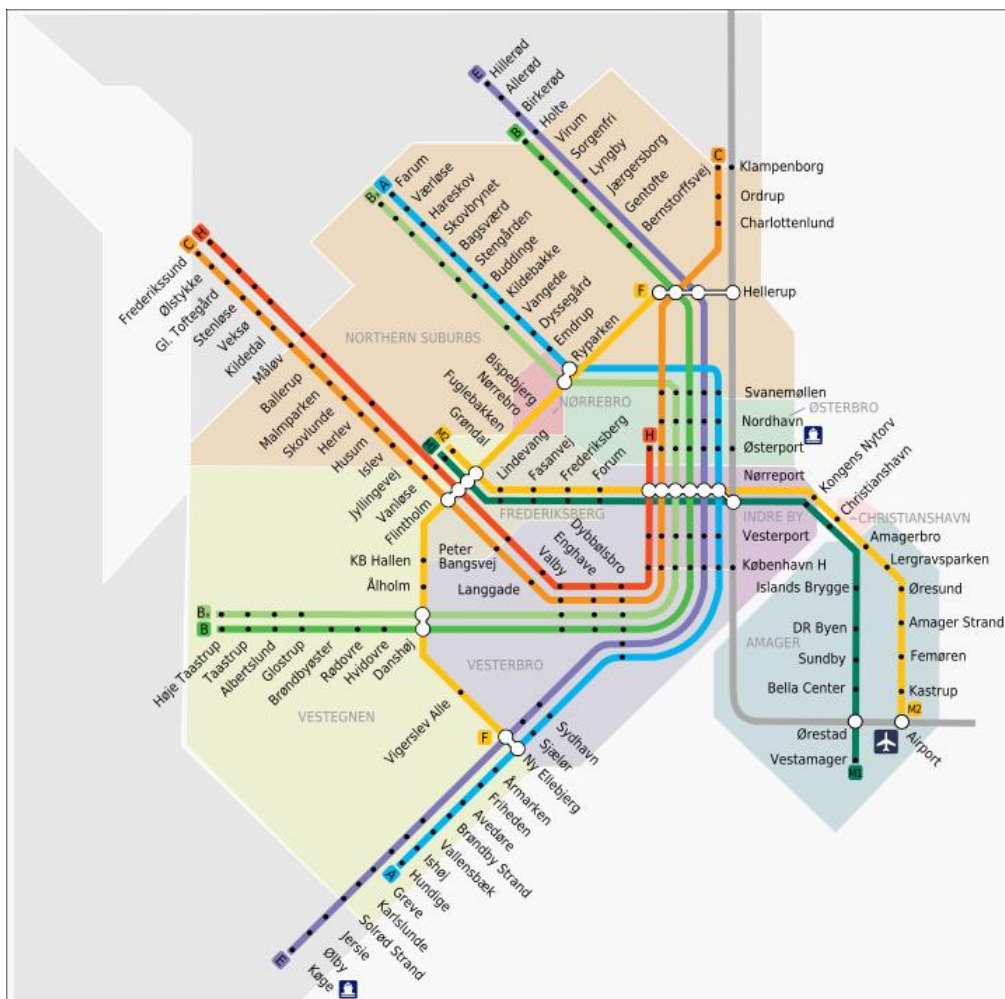 E
Hillerød
Allerød
Birkerød
Holte
B
Virum
Sorgenfri
Lyngby
Jærgersborg
Gentofte
Bernstorffsvej
C
Klampenborg
Ordrup
Charlottenlund
Hellerup
F
A
Farum
Værløse
Hareskov
Skovbrynet
Bagsværd
Stengården
Buddinge
Kildebakke
Vangede
Dyssegård
Emdrup
Ryparken
H
C
Frederikssund
Ølstykke
Gl. Toftegård
Stenløse
Veksø
Kildedal
Måløv
Ballerup
Malmparken
Skovlunde
Herlev
Husum
Islev
Jyllingevej
Vanløse
Flintholm
NORTHERN SUBURBS
Bispebjerg
Nørrebro
Fuglebakken
Grøndal
NØRREBRO
Svanemøllen
ØSTERBRO
Nordhavn
H
Østerport
M2
M1
Lindevang
Fasanvej
Frederiksberg
Forum
Nørreport
Kongens Nytorv
Christianshavn
FREDERIKSBERG
INDRE BY
CHRISTIANSHAVN
Vesterport
København H
Amagerbro
Lergravsparken
Øresund
Amager Strand
Femøren
Kastrup
M2
Airport
Islands Brygge
DR Byen
AMAGER
Sundby
Bella Center
Ørestad
Vestamager
M1
KB Hallen
Ålholm
Peter
Bangsvej
Langgade
Valby
Enghave
Dybbølsbro
B
Høje Taastrup
Taastrup
Albertslund
Glostrup
Brøndbyøster
Rødovre
Hvidovre
Danshøj
VESTERBRO
VESTEGNEN
Vigerslev Alle
F
Sydhavn
Sjælør
Ny Ellebjerg
Åmarken
Friheden
Avedøre
Brøndby Strand
Vallensbæk
Ishøj
Hundige
A
Greve
Karlslunde
Solrød Strand
Jersie
Ølby
Køge
E